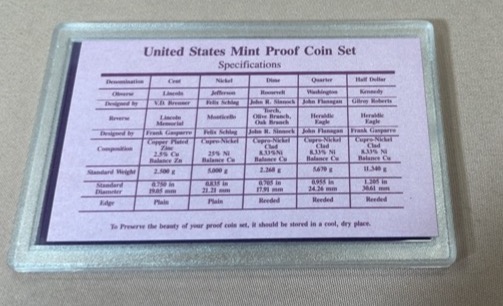 United States Mint Proof Coin Set
Specifications
Denomination Cent Nickel Dime Quarter Half Dollar
Obverse Lincoln Jefferson Roosevelt Washington Kennedy
Designed by V.D. Brenner Felix Schlag John R. Sinnock John Flanagan Gilroy Roberts
Reverse Lincoln Memorial Monticello Torch, Olive Branch, Oak Branch Heraldic Eagle Heraldic Eagle
Designed by Frank Gasparro Felix Schlag John R. Sinnock John Flanagan Frank Gasparro
Composition Copper Plated Zinc 2.5% Cu Balance Zn Cupro-Nickel 25% Ni Balance Cu Cupro-Nickel Clad 8.33% Ni Balance Cu Cupro-Nickel Clad 8.33% Ni Balance Cu Cupro-Nickel Clad 8.33% Ni Balance Cu
Standard Weight 2.500 g 5.000 g 2.268 g 5.670 g 11.340 g
Standard Diameter 0.750 in 19.05 mm 0.835 in 21.21 mm 0.705 in 17.91 mm 0.955 in 24.26 mm 1.205 in 30.61 mm
Edge Plain Plain Reeded Reeded Reeded
To Preserve the beauty of your proof coin set, it should be stored in a cool, dry place.